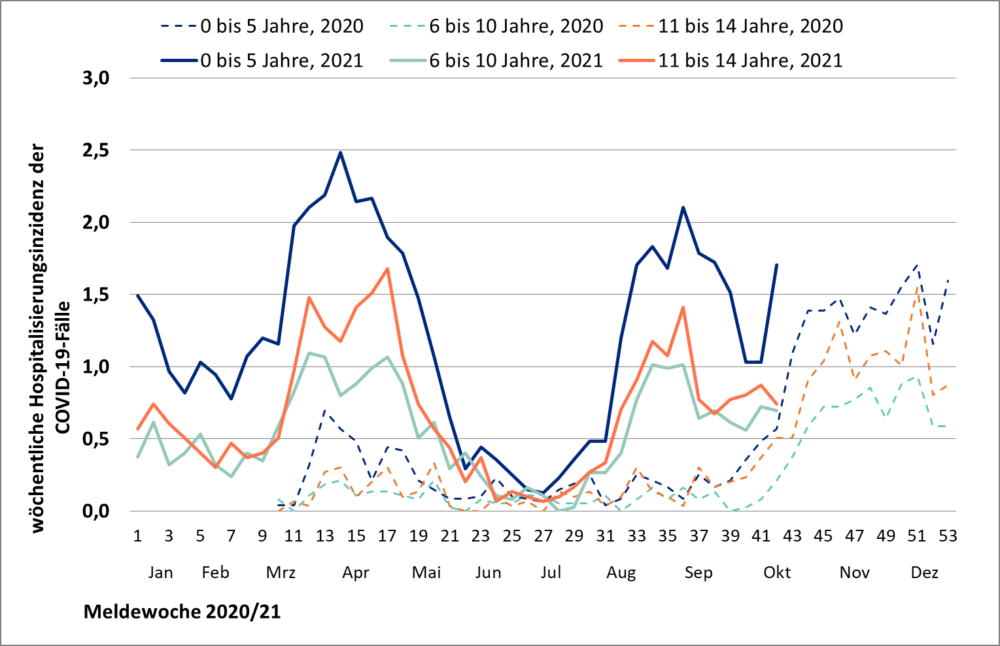 0 bis 5 Jahre, 2020 6 bis 10 Jahre, 2020 11 bis 14 Jahre, 2020
0 bis 5 Jahre, 2021 6 bis 10 Jahre, 2021 11 bis 14 Jahre, 2021
wöchentliche Hospitalisierungsinzidenz der
COVID-19-Fälle
3,0
2,5
2,0
1,5
1,0
0,5
0,0
1 3 5 7 9 11 13 15 17 19 21 23 25 27 29 31 33 35 37 39 41 43 45 47 49 51 53
Jan Feb Mrz Apr Mai Jun Jul Aug Sep Okt Nov Dez
Meldewoche 2020/21